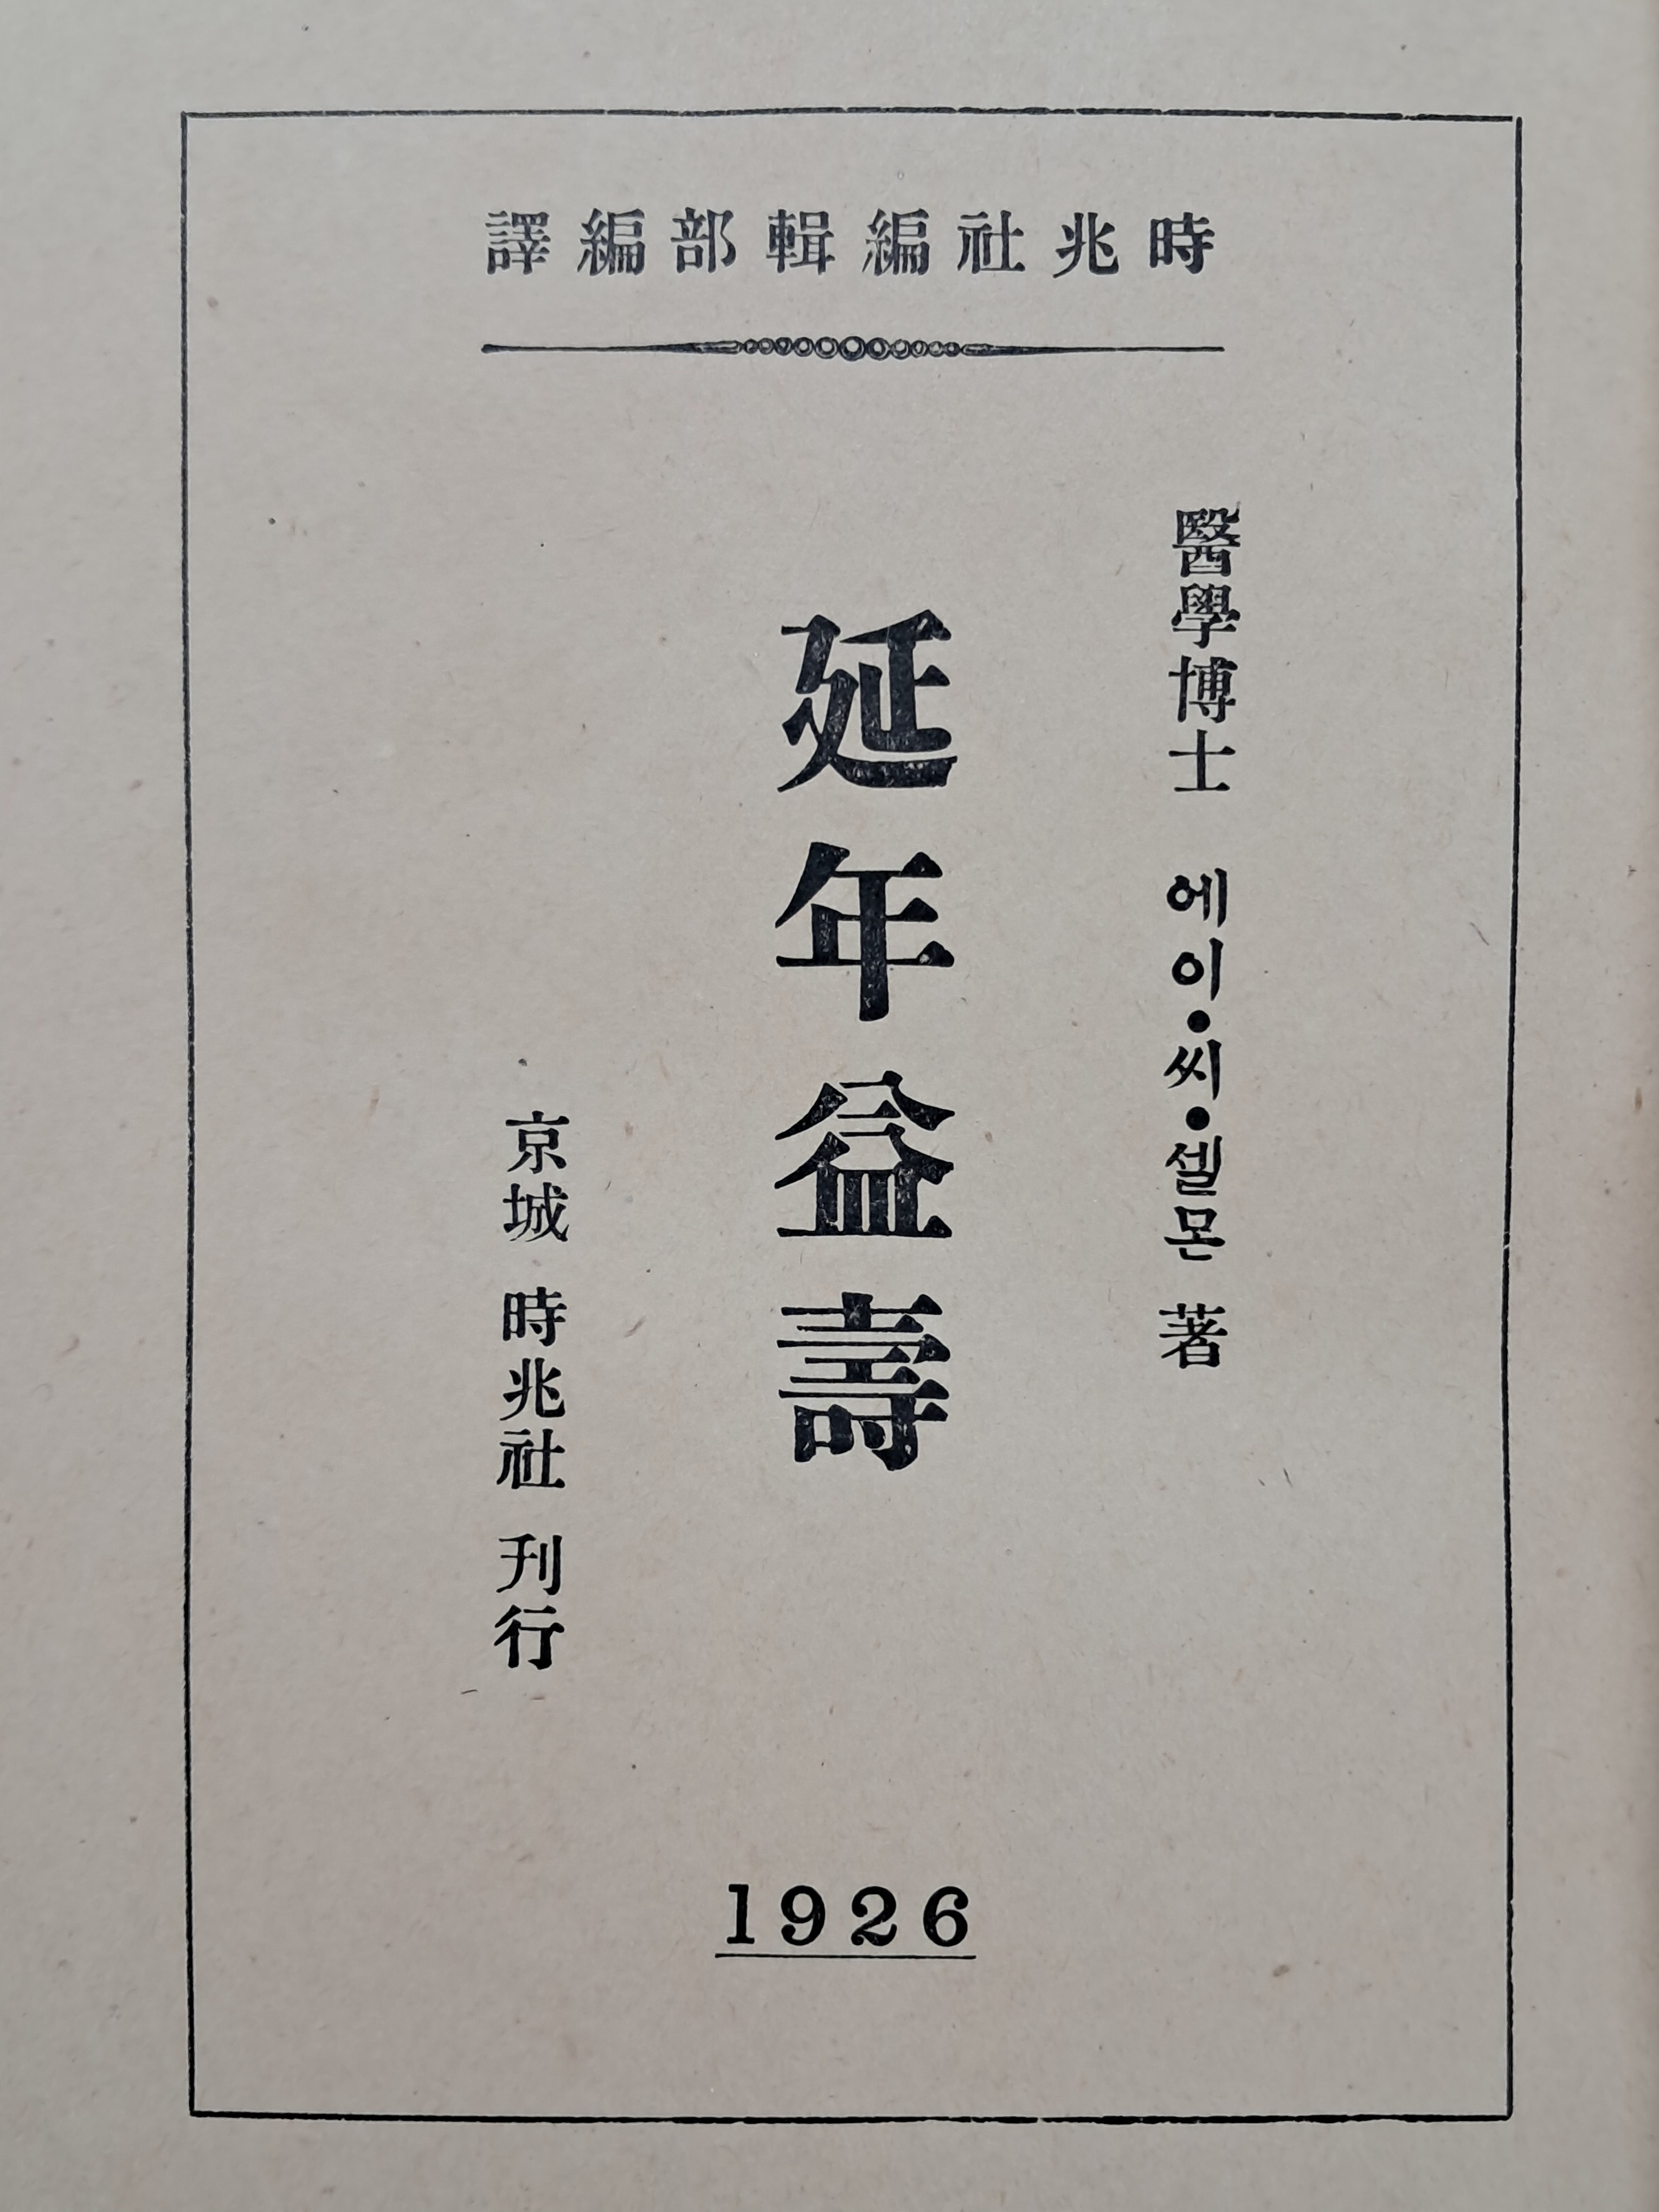 時兆社編輯部編譯
醫學博士 에이•씨•셀몬 著
延年益壽
京城 時兆社 刊行
1926